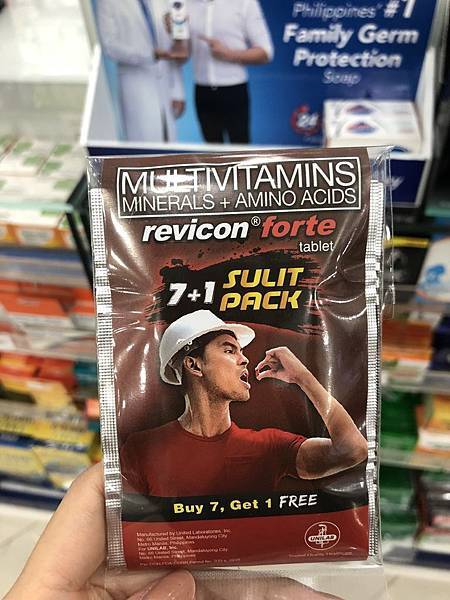 Philippines' #1
Family Germ
Protection
Soap
MULTIVITAMINS
MINERALS + AMINO ACIDS
revicon® forte
tablet
7+1 SULIT
PACK
Buy 7, Get 1 FREE
Manufactured by United Laboratories, Inc.
No. 66 United Street, Mandaluyong City
Metro Manila, Philippines
For UNILAB, Inc.
No. 66 United Street, Mandaluyong City
Metro Manila, Philippines
UNILAB